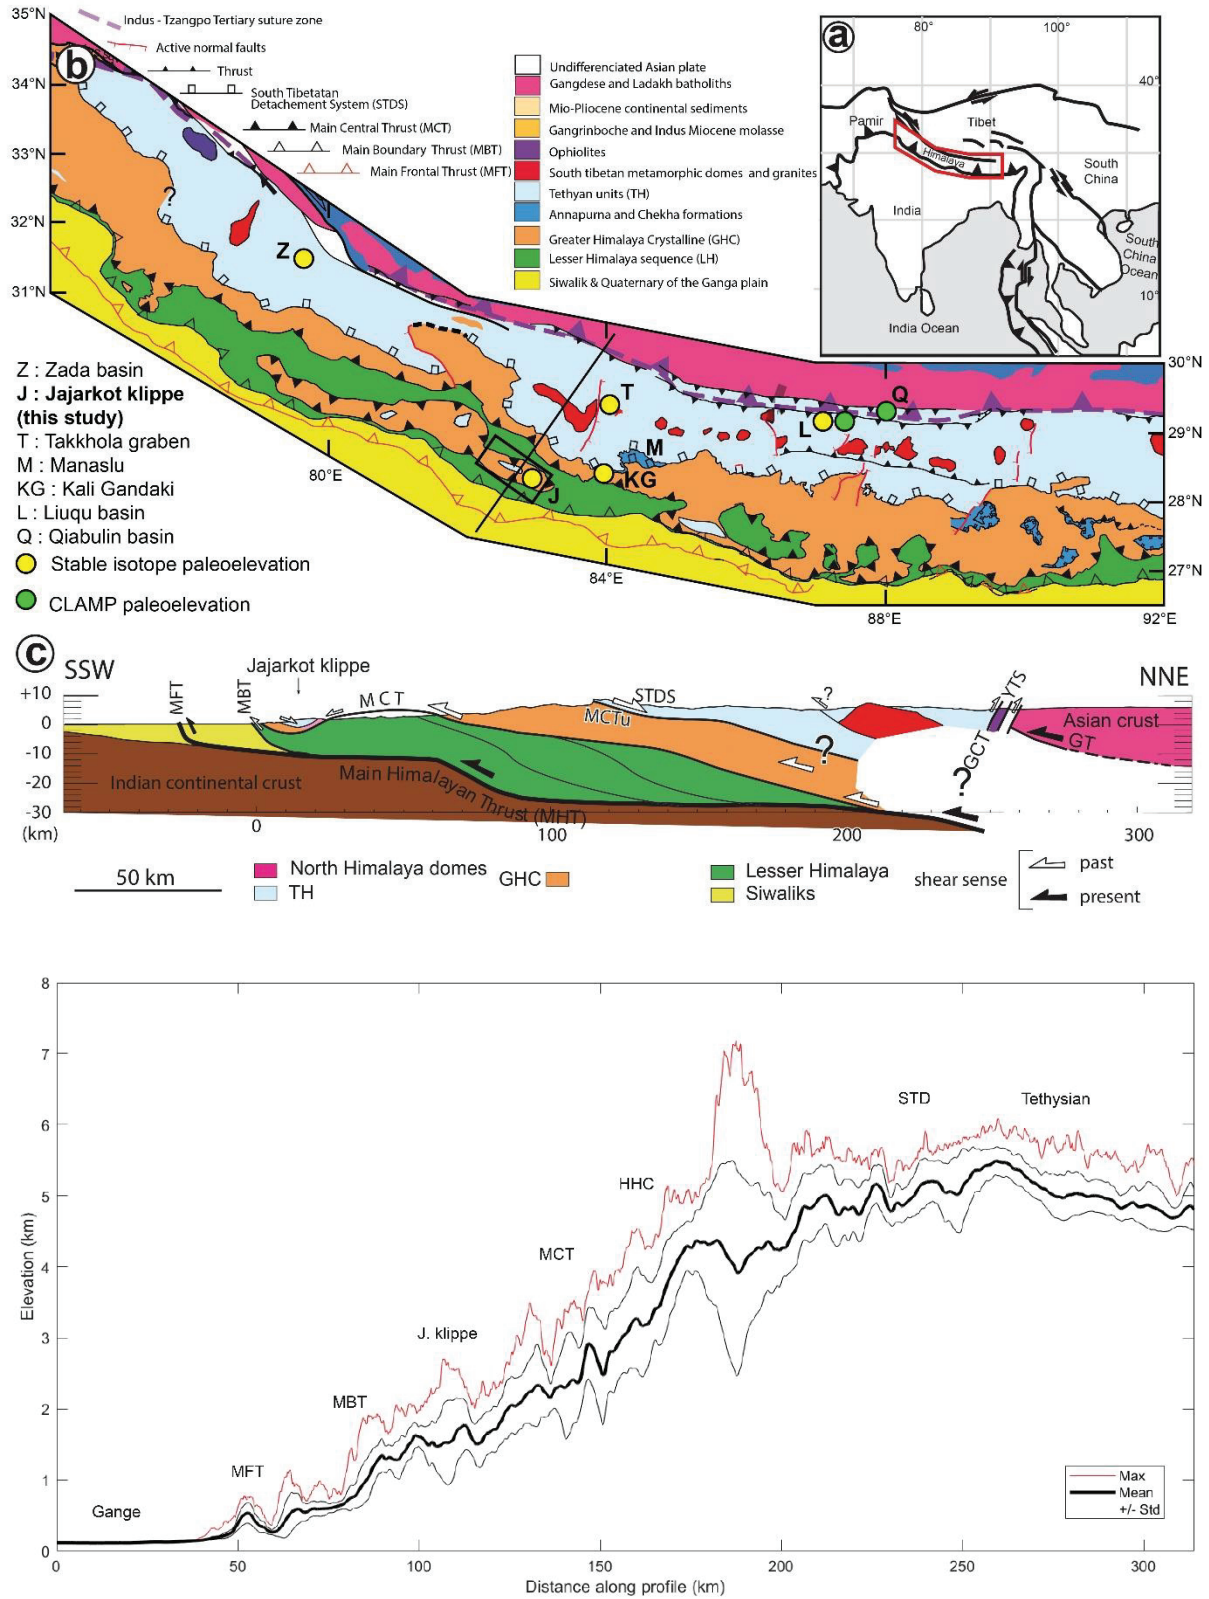 35°N
34°N
33°N
32°N
31°N
b
Indus - Tzangpo Tertiary suture zone
Active normal faults
Thrust
South Tibetatan
Detachement System (STDS)
Main Central Thrust (MCT)
Main Boundary Thrust (MBT)
Main Frontal Thrust (MFT)
Undifferenciated Asian plate
Gangdese and Ladakh batholiths
Mio-Pliocene continental sediments
Gangrinboche and Indus Miocene molasse
Ophiolites
South tibetan metamorphic domes and granites
Tethyan units (TH)
Annapurna and Chekha formations
Greater Himalaya Crystalline (GHC)
Lesser Himalaya sequence (LH)
Siwalik & Quaternary of the Ganga plain
a
80°
100°
40°
10°
Pamir
Tibet
Himalaya
South
China
India
South
China
Ocean
India Ocean
?
Z
T
M
KG
J
L
Q
30°N
29°N
28°N
27°N
80°E
84°E
88°E
92°E
Z : Zada basin
J : Jajarkot klippe
(this study)
T : Takkhola graben
M : Manaslu
KG : Kali Gandaki
L : Liuqu basin
Q : Qiabulin basin
Stable isotope paleoelevation
CLAMP paleoelevation
c
SSW
NNE
Jajarkot klippe
MFT
MBT
MCT
STDS
MCTu
?
?
?
GCT
YTS
Asian crust
GT
+10
0
-10
-20
-30
(km)
Indian continental crust
Main Himalayan Thrust (MHT)
0
100
200
300
50 km
North Himalaya domes
TH
GHC
Lesser Himalaya
Siwaliks
shear sense
past
present
8
7
6
5
4
3
2
1
0
Elevation (km)
Gange
MFT
MBT
J. klippe
MCT
HHC
STD
Tethysian
Max
Mean
+/- Std
0
50
100
150
200
250
300
Distance along profile (km)